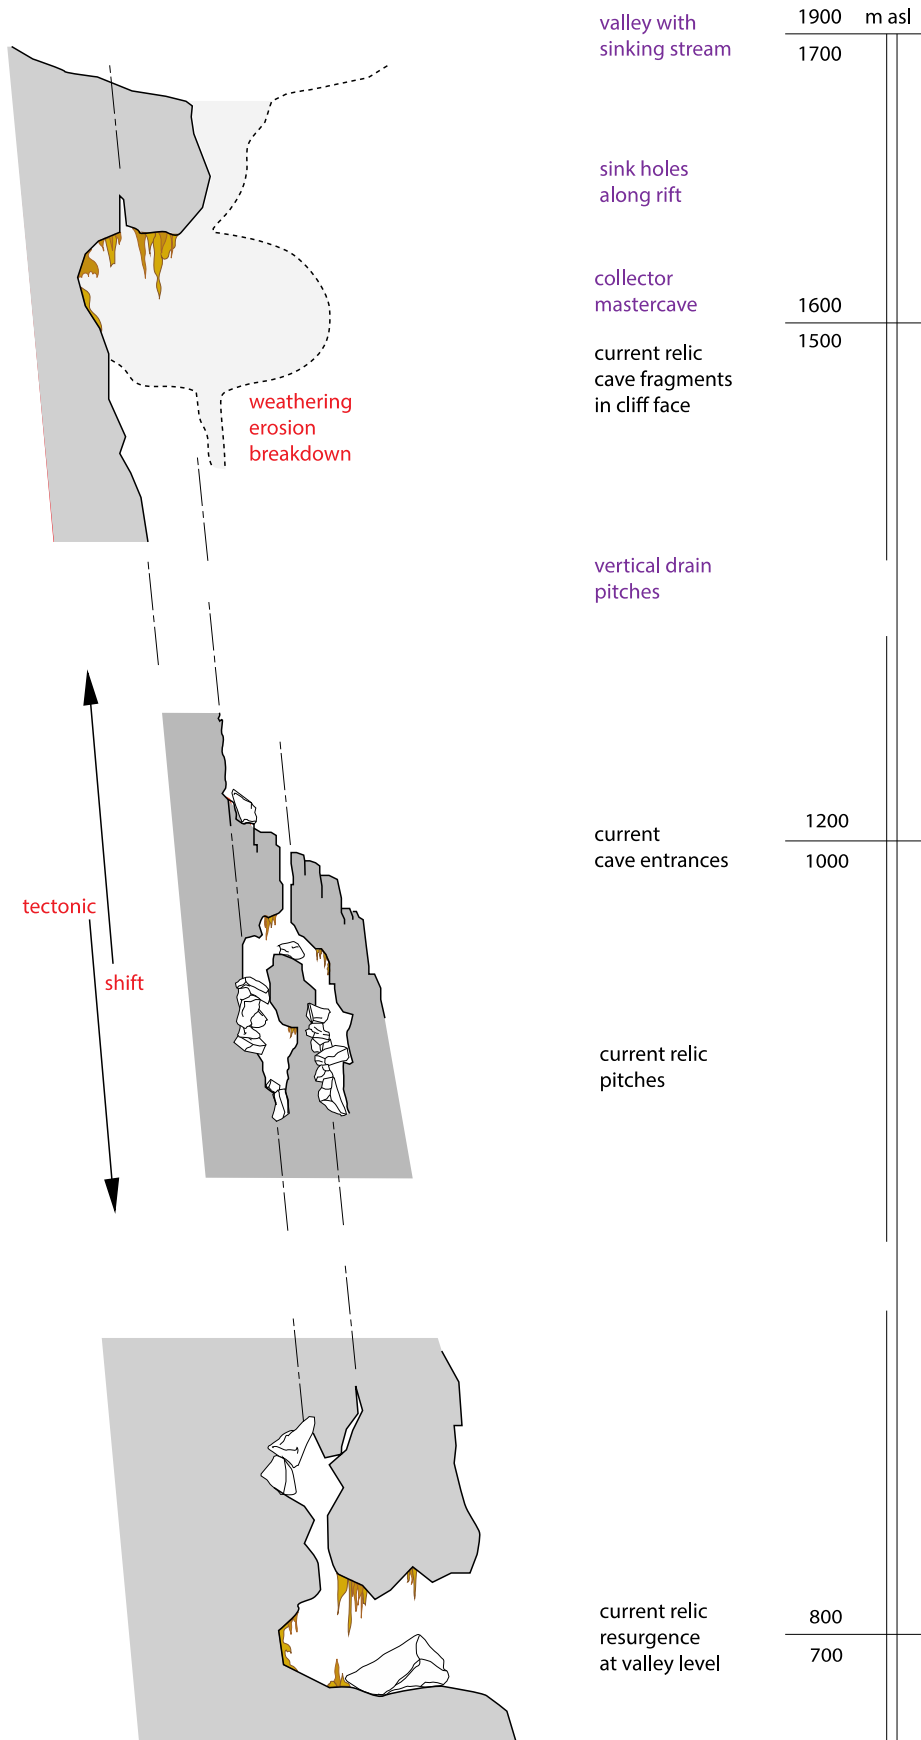 valley with
sinking stream
1900 m asl
1700
sink holes
along rift
collector
mastercave
1600
1500
current relic
cave fragments
in cliff face
weathering
erosion
breakdown
vertical drain
pitches
1200
1000
current
cave entrances
tectonic
shift
current relic
pitches
current relic
resurgence
at valley level
800
700